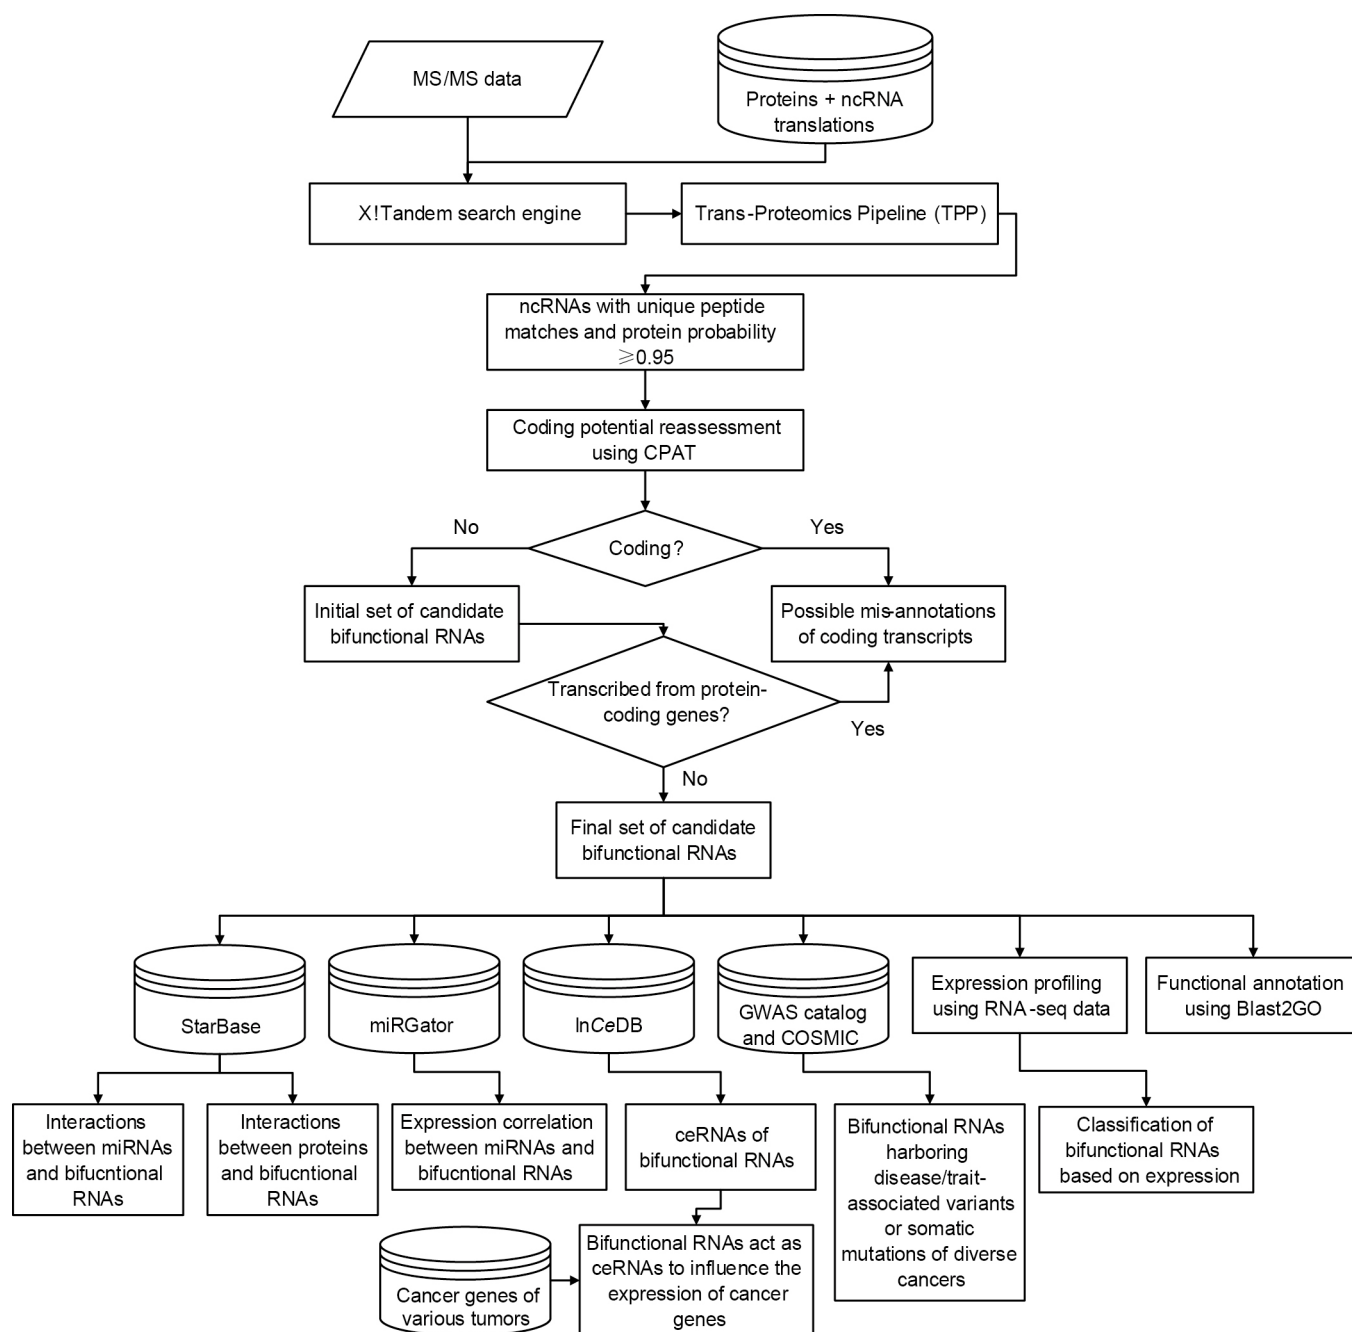 MS/MS data
Proteins + ncRNA
translations
X!Tandem search engine
Trans-Proteomics Pipeline (TPP)
ncRNAs with unique peptide
matches and protein probability
≥0.95
Coding potential reassessment
using CPAT
No
Yes
Coding?
Initial set of candidate
bifunctional RNAs
Possible mis-annotations
of coding transcripts
Transcribed from protein-
coding genes?
Yes
No
Final set of candidate
bifunctional RNAs
StarBase
miRGator
lnCeDB
GWAS catalog
and COSMIC
Expression profiling
using RNA-seq data
Functional annotation
using Blast2GO
Interactions
between miRNAs
and bifucntional
RNAs
Interactions
between proteins
and bifucntional
RNAs
Expression correlation
between miRNAs and
bifucntional RNAs
ceRNAs of
bifunctional RNAs
Bifunctional RNAs
harboring
disease/trait-
associated variants
or somatic
mutations of diverse
cancers
Classification of
bifunctional RNAs
based on expression
Cancer genes of
various tumors
Bifunctional RNAs act as
ceRNAs to influence the
expression of cancer
genes